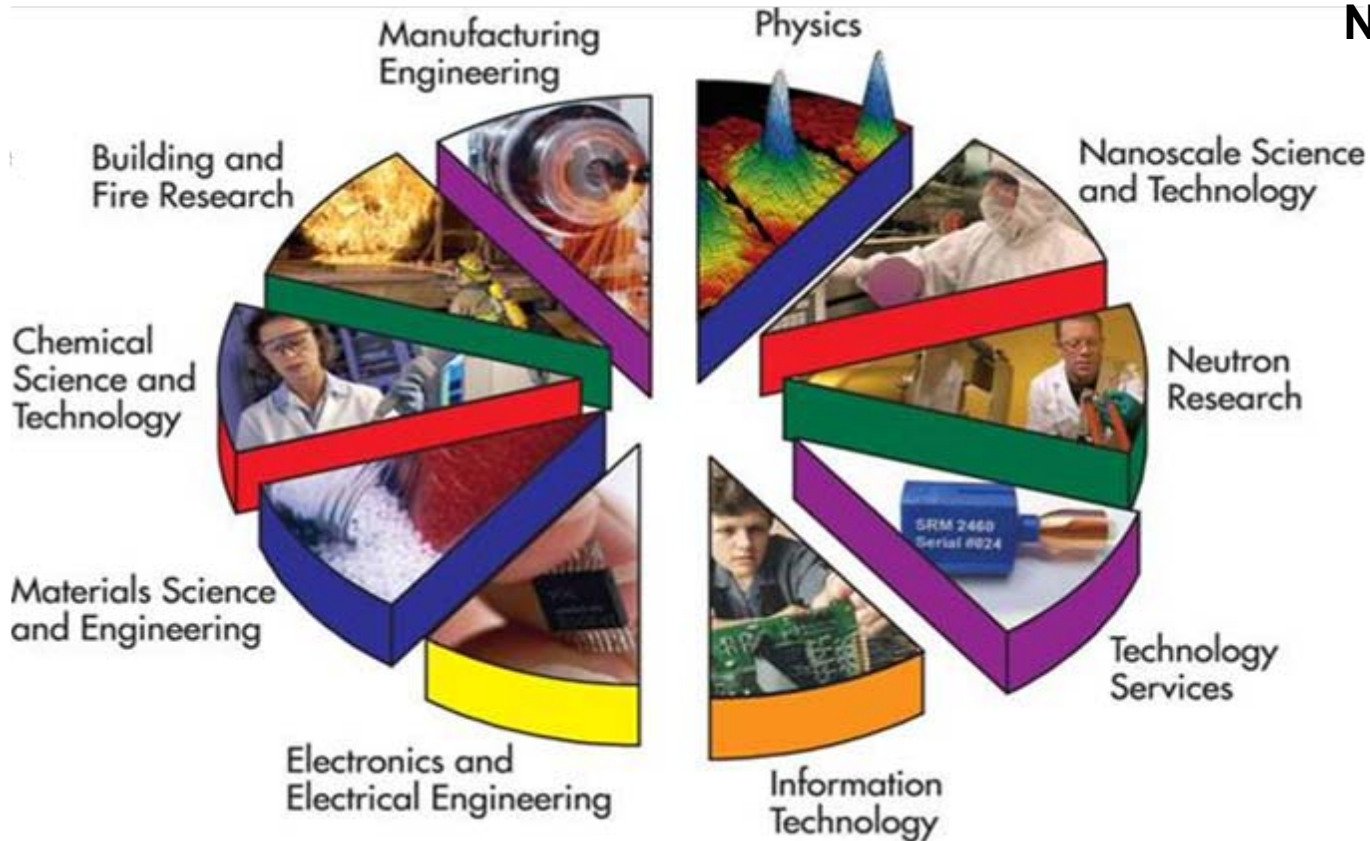 N
Physics
Manufacturing
Engineering
Building and
Fire Research
Nanoscale Science
and Technology
Chemical
Science and
Technology
Neutron
Research
SRM 2460
Serial #024
Materials Science
and Engineering
Technology
Services
Electronics and
Electrical Engineering
Information
Technology